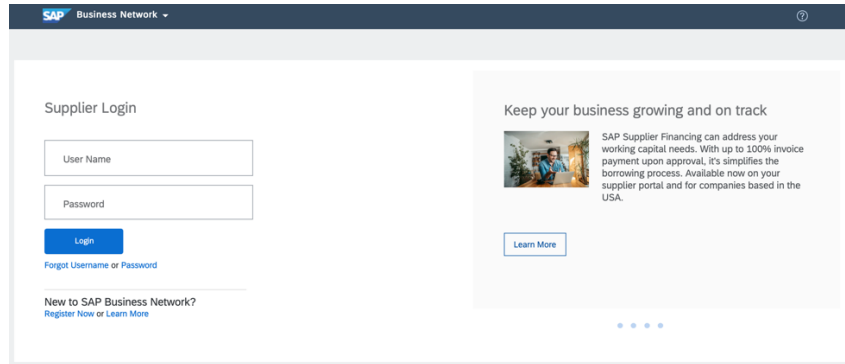 SAP Business Network
Supplier Login
User Name
Password
Login
Forgot Username or Password
New to SAP Business Network?
Register Now or Learn More
Keep your business growing and on track
SAP Supplier Financing can address your
working capital needs. With up to 100% invoice
payment upon approval, it's simplifies the
borrowing process. Available now on your
supplier portal and for companies based in the
USA.
Learn More